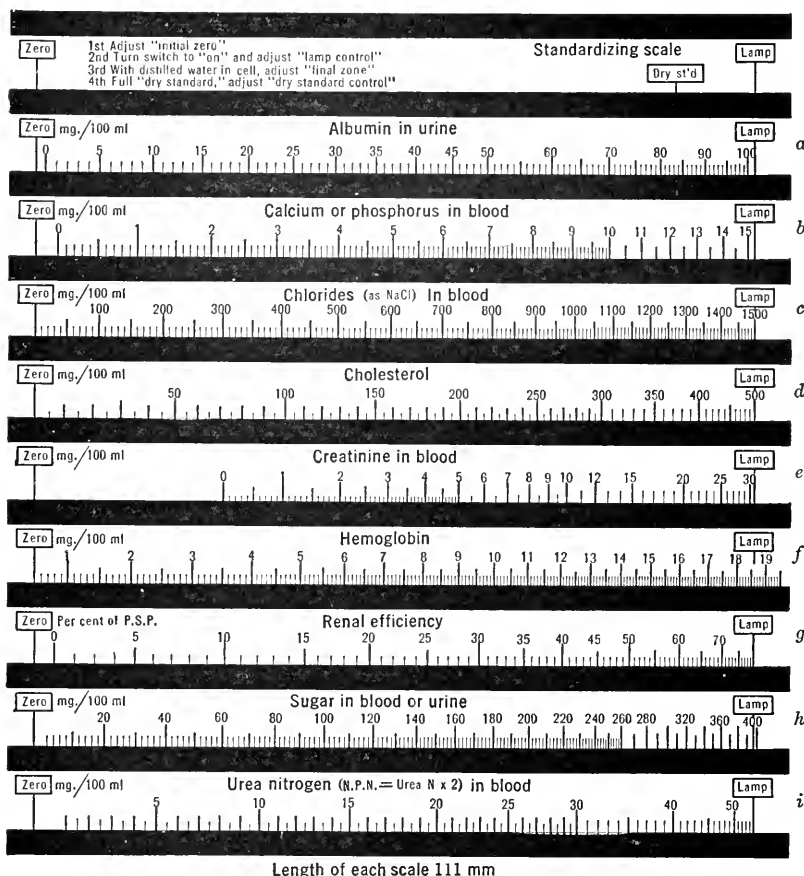 Zero 1st Adjust "initial zero" Standardizing scale Lamp
2nd Turn switch to "on" and adjust "lamp control"
3rd With distilled water in cell, adjust "final zone" Dry st'd
4th Full "dry standard," adjust "dry standard control"
Zero mg./100 ml Albumin in urine Lamp a
0 5 10 15 20 25 30 35 40 45 50 60 70 80 90 100
Zero mg./100 ml Calcium or phosphorus in blood Lamp b
0 1 2 3 4 5 6 7 8 9 10 11 12 13 14 15
Zero mg./100 ml Chlorides (as NaCl) In blood Lamp c
100 200 300 400 500 600 700 800 900 1000 1100 1200 1300 1400 1500
Zero mg./100 ml Cholesterol Lamp d
50 100 150 200 250 300 350 400 500
Zero mg./100 ml Creatinine in blood Lamp e
0 1 2 3 4 5 6 7 8 9 10 12 15 20 25 30
Zero mg./100 ml Hemoglobin Lamp f
1 2 3 4 5 6 7 8 9 10 11 12 13 14 15 16 17 18 19
Zero Per cent of P.S.P. Renal efficiency Lamp g
0 5 10 15 20 25 30 35 40 45 50 60 70
Zero mg./100 ml Sugar in blood or urine Lamp h
20 40 60 80 100 120 140 160 180 200 220 240 260 280 320 360 400
Zero mg./100 ml Urea nitrogen (N.P.N.=Urea N x 2) in blood Lamp i
5 10 15 20 25 30 40 50
Length of each scale 111 mm